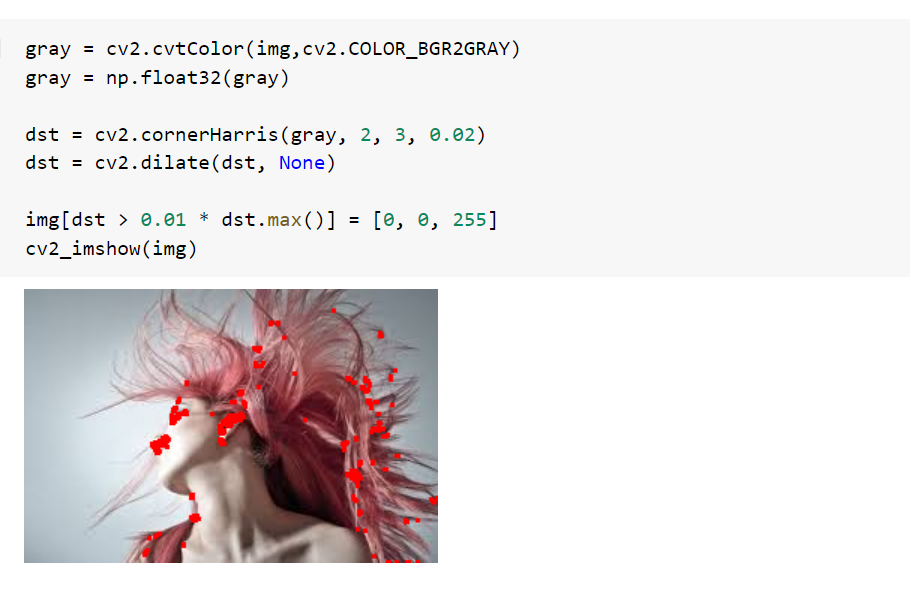 gray = cv2.cvtColor(img,cv2.COLOR_BGR2GRAY)
gray = np.float32(gray)
dst = cv2.cornerHarris(gray, 2, 3, 0.02)
dst = cv2.dilate(dst, None)
img[dst > 0.01 * dst.max()] = [0, 0, 255]
cv2_imshow(img)